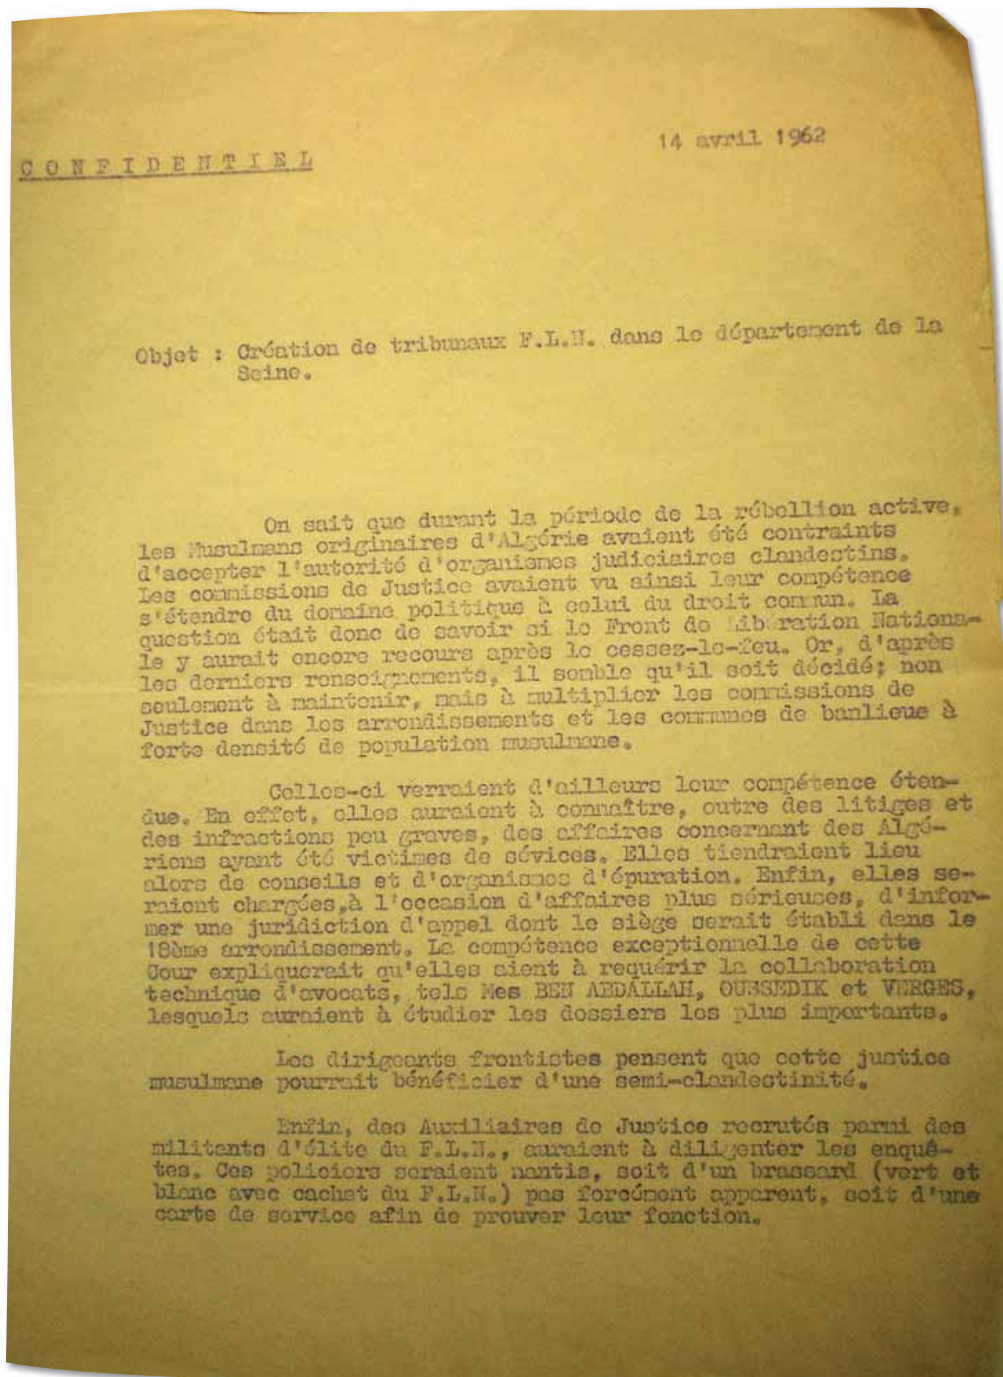 14 avril 1962
CONFIDENTIEL
Objet : Création de tribunaux F.L.N. dans le département de la
Seine.
On sait que durant la période de la rébellion active,
les Musulmans originaires d'Algérie avaient été contraints
d'accepter l'autorité d'organismes judiciaires clandestins.
Les commissions de Justice avaient vu ainsi leur compétence
s'étendre du domaine politique à celui du droit commun. La
question était donc de savoir si le Front de Libération Nationa-
le y aurait encore recours après le cessez-le-feu. Or, d'après
les derniers renseignements, il semble qu'il soit décidé; non
seulement à maintenir, mais à multiplier les commissions de
Justice dans les arrondissements et les communes de banlieue à
forte densité de population musulmane.
Celles-ci verraient d'ailleurs leur compétence éten-
due. En effet, elles auraient à connaître, outre des litiges et
des infractions peu graves, des affaires concernant des Algé-
riens ayant été victimes de sévices. Elles tiendraient lieu
alors de conseils et d'organismes d'épuration. Enfin, elles se-
raient chargées,à l'occasion d'affaires plus sérieuses, d'infor-
mer une juridiction d'appel dont le siège serait établi dans le
18ème arrondissement. La compétence exceptionnelle de cette
Cour expliquerait qu'elles aient à requérir la collaboration
technique d'avocats, tels Mes BEN ABDALLAH, OUSSEDIK et VERGES,
lesquels auraient à étudier les dossiers les plus importants.
Les dirigeants frontistes pensent que cette justice
musulmane pourrait bénéficier d'une semi-clandestinité.
Enfin, des Auxiliaires de Justice recrutés parmi des
militants d'élite du F.L.N., auraient à diligenter les enquê-
tes. Ces policiers seraient nantis, soit d'un brassard (vert et
blanc avec cachet du F.L.N.) pas forcément apparent, soit d'une
carte de service afin de prouver leur fonction.